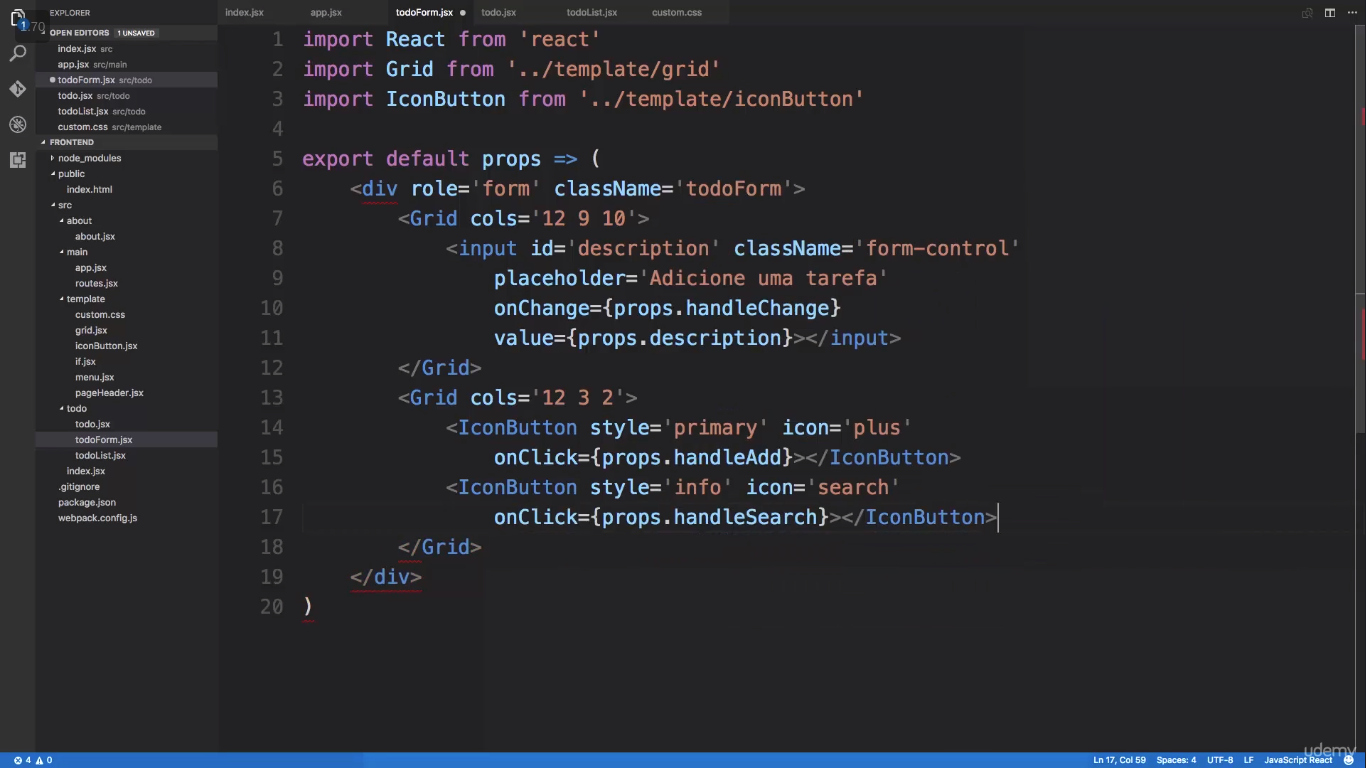 EXPLORER
index.jsx app.jsx todoForm.jsx todo.jsx todoList.jsx custom.css
1
1.70
OPEN EDITORS 1 UNSAVED
index.jsx src
app.jsx src/main
todoForm.jsx src/todo
todo.jsx src/todo
todoList.jsx src/todo
custom.css src/template
FRONTEND
node_modules
public
index.html
src
about
about.jsx
main
app.jsx
routes.jsx
template
custom.css
grid.jsx
iconButton.jsx
if.jsx
menu.jsx
pageHeader.jsx
todo
todo.jsx
todoForm.jsx
todoList.jsx
index.jsx
.gitignore
package.json
webpack.config.js
1 import React from 'react'
2 import Grid from '../template/grid'
3 import IconButton from '../template/iconButton'
4
5 export default props => (
6 <div role='form' className='todoForm'>
7 <Grid cols='12 9 10'>
8 <input id='description' className='form-control'
9 placeholder='Adicione uma tarefa'
10 onChange={props.handleChange}
11 value={props.description}></input>
12 </Grid>
13 <Grid cols='12 3 2'>
14 <IconButton style='primary' icon='plus'
15 onClick={props.handleAdd}></IconButton>
16 <IconButton style='info' icon='search'
17 onClick={props.handleSearch}></IconButton>
18 </Grid>
19 </div>
20 )
udemy
4 0 Ln 17, Col 59 Spaces: 4 UTF-8 LF JavaScript React